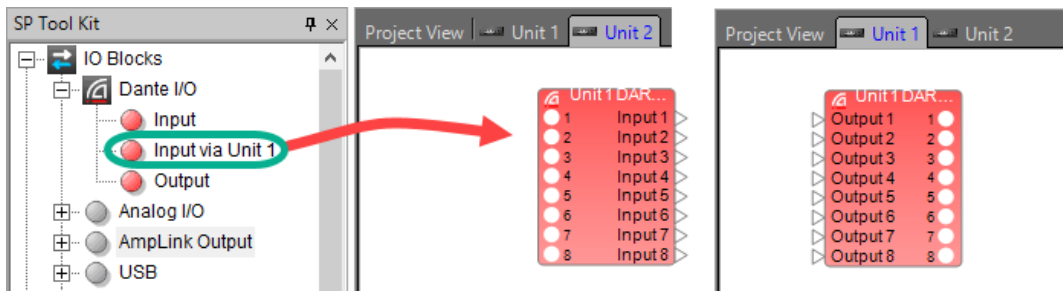 SP Tool Kit
IO Blocks
Dante I/O
Input
Input via Unit 1
Output
Analog I/O
AmpLink Output
USB
Project View Unit 1 Unit 2
Unit 1 DAR...
1 Input 1
2 Input 2
3 Input 3
4 Input 4
5 Input 5
6 Input 6
7 Input 7
8 Input 8
Project View Unit 1 Unit 2
Unit 1 DAR...
Output 1 1
Output 2 2
Output 3 3
Output 4 4
Output 5 5
Output 6 6
Output 7 7
Output 8 8